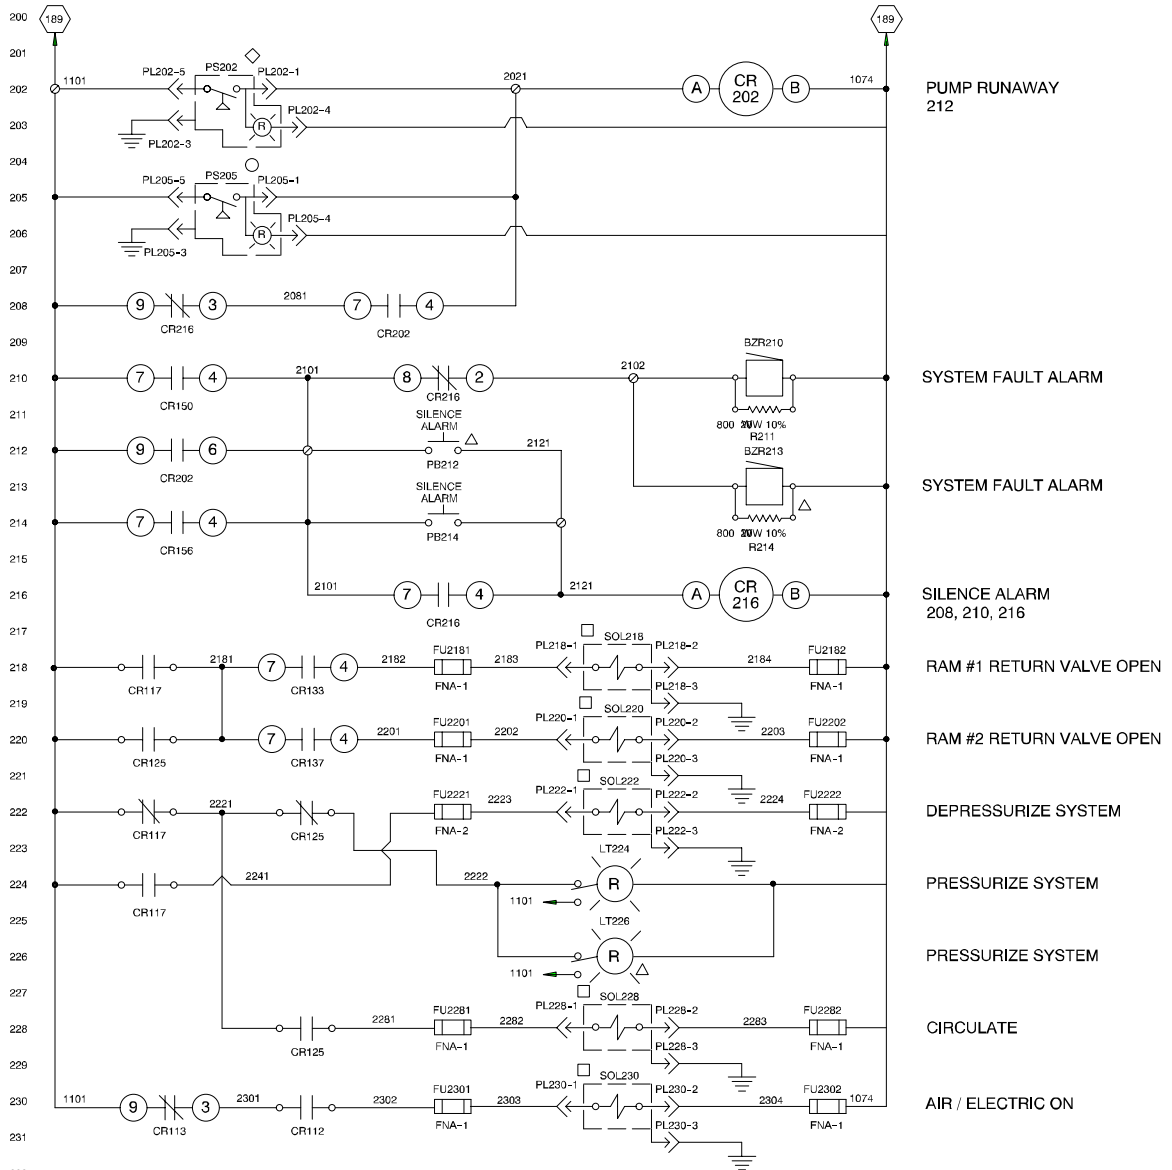 200 189 189
201
1101 PL202-5 PS202 PL202-1 2021 1074
202 A CR 202 B PUMP RUNAWAY
212
PL202-4
203 R
PL202-3
204
PL205-5 PS205 PL205-1
205
PL205-4
206 R
PL205-3
207
2081
208 9 3 7 4
CR216 CR202
209
BZR210
2101 2102
210 7 4 8 2 SYSTEM FAULT ALARM
CR150 CR216
211 SILENCE
ALARM
800 W 10%
R211
2121 BZR213
212 9 6
CR202 PB212
213 SILENCE
ALARM
SYSTEM FAULT ALARM
214 7 4
CR156 PB214
800 W 10%
R214
215
2101 2121
216 7 4 A CR 216 B SILENCE ALARM
208, 210, 216
CR216
217
PL218-1 SOL218 PL218-2
2181 2182 FU2181 2183 2184 FU2182
218 7 4 RAM #1 RETURN VALVE OPEN
CR117 CR133 FNA-1 PL218-3 FNA-1
219
PL220-1 SOL220 PL220-2
2201 FU2201 2202 2203 FU2202
220 7 4 RAM #2 RETURN VALVE OPEN
CR125 CR137 FNA-1 PL220-3 FNA-1
221
PL222-1 SOL222 PL222-2
2221 FU2221 2223 2224 FU2222
222 DEPRESSURIZE SYSTEM
CR117 CR125 FNA-2 PL222-3 FNA-2
223
LT224
2241 2222
224 R PRESSURIZE SYSTEM
1101
CR117
225 LT226
226 R PRESSURIZE SYSTEM
1101
227
PL228-1 SOL228 PL228-2
2281 FU2281 2282 2283 FU2282
228 CIRCULATE
CR125 FNA-1 PL228-3 FNA-1
229
PL230-1 SOL230 PL230-2
1101 2301 2302 FU2301 2303 2304 FU2302 1074
230 9 3 AIR / ELECTRIC ON
CR113 CR112 FNA-1 PL230-3 FNA-1
231